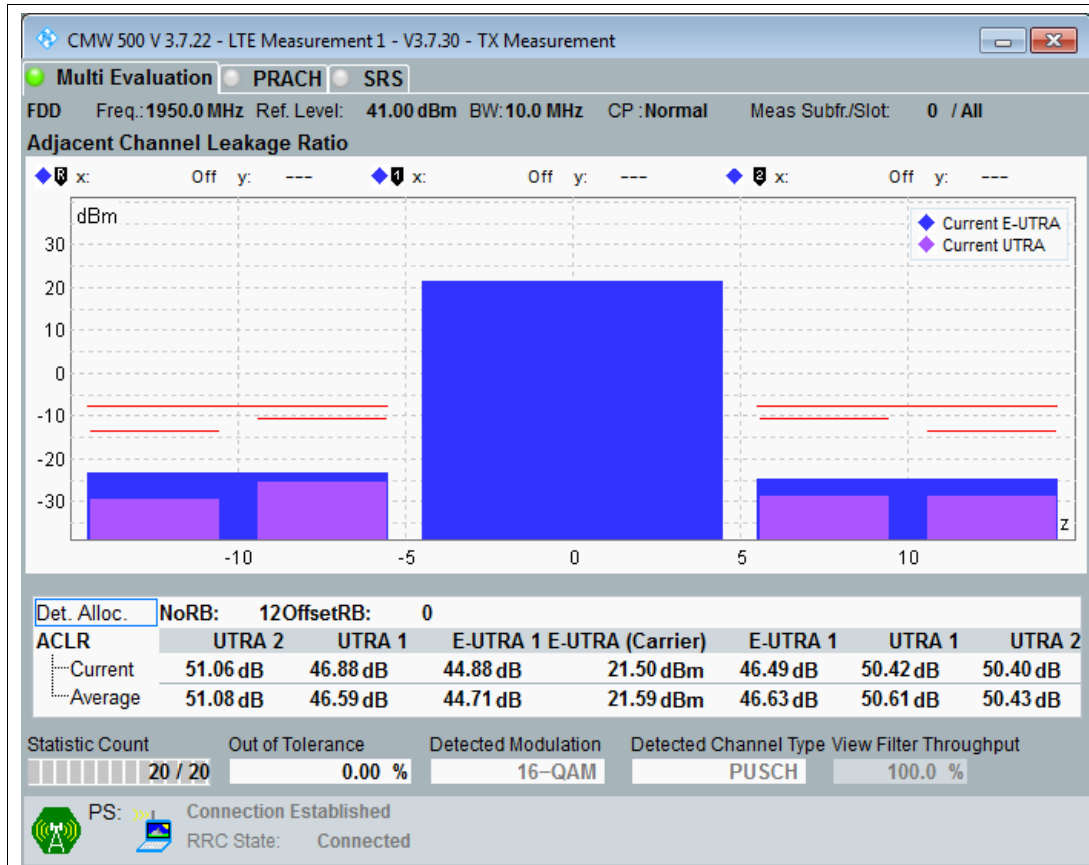 CMW 500 V 3.7.22 - LTE Measurement 1 - V3.7.30 - TX Measurement
Multi Evaluation PRACH SRS
FDD Freq.: 1950.0 MHz Ref. Level: 41.00 dBm BW: 10.0 MHz CP : Normal Meas Subfr./Slot: 0 / All
Adjacent Channel Leakage Ratio
R x: Off y: --- 1 x: Off y: --- 2 x: Off y: ---
dBm
Current E-UTRA
Current UTRA
30
20
10
0
-10
-20
-30
z
-10 -5 0 5 10
Det. Alloc. NoRB: 12 OffsetRB: 0
ACLR UTRA 2 UTRA 1 E-UTRA 1 E-UTRA (Carrier) E-UTRA 1 UTRA 1 UTRA 2
Current 51.06 dB 46.88 dB 44.88 dB 21.50 dBm 46.49 dB 50.42 dB 50.40 dB
Average 51.08 dB 46.59 dB 44.71 dB 21.59 dBm 46.63 dB 50.61 dB 50.43 dB
Statistic Count Out of Tolerance Detected Modulation Detected Channel Type View Filter Throughput
20 / 20 0.00 % 16-QAM PUSCH 100.0 %
PS: Connection Established
RRC State: Connected